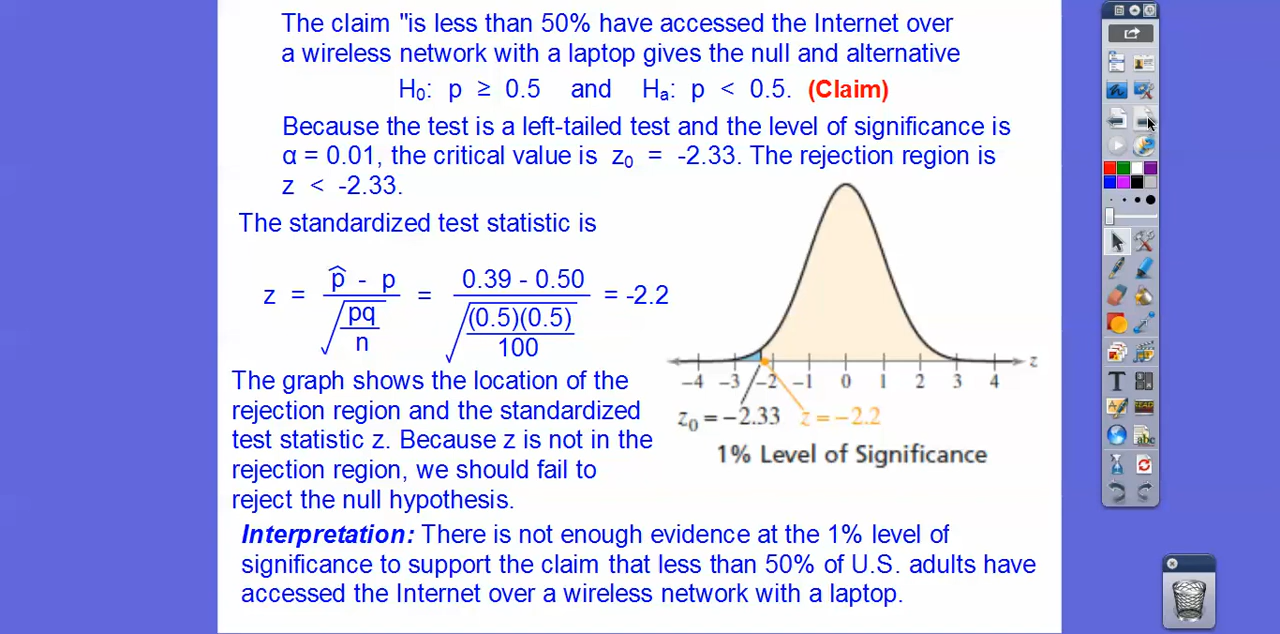 The claim "is less than 50% have accessed the Internet over
a wireless network with a laptop gives the null and alternative
H₀: p ≥ 0.5 and Hₐ: p < 0.5. (Claim)
Because the test is a left-tailed test and the level of significance is
α = 0.01, the critical value is z₀ = -2.33. The rejection region is
z < -2.33.
The standardized test statistic is
z = p̂ - p / √(pq/n) = 0.39 - 0.50 / √((0.5)(0.5)/100) = -2.2
−4 −3 −2 −1 0 1 2 3 4 z
z₀ = −2.33 z = −2.2
1% Level of Significance
The graph shows the location of the
rejection region and the standardized
test statistic z. Because z is not in the
rejection region, we should fail to
reject the null hypothesis.
Interpretation: There is not enough evidence at the 1% level of
significance to support the claim that less than 50% of U.S. adults have
accessed the Internet over a wireless network with a laptop.